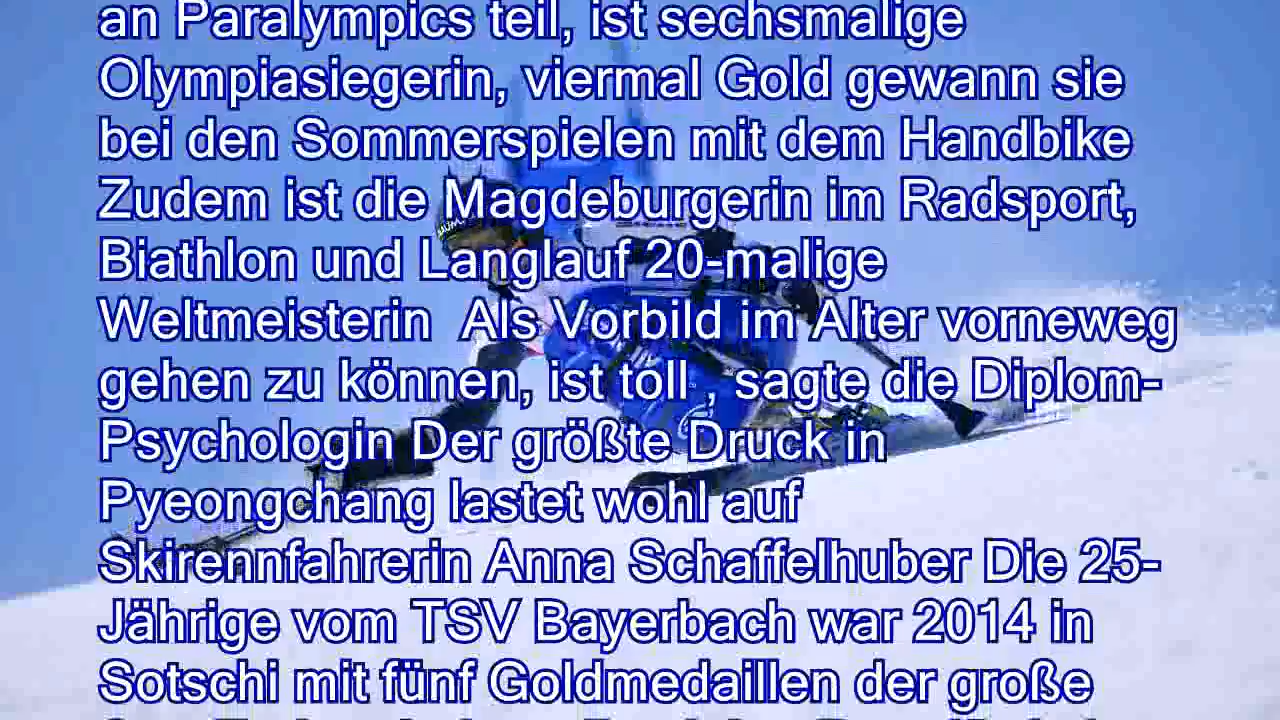 an Paralympics teil, ist sechsmalige
Olympiasiegerin, viermal Gold gewann sie
bei den Sommerspielen mit dem Handbike
Zudem ist die Magdeburgerin im Radsport,
Biathlon und Langlauf 20-malige
Weltmeisterin  Als Vorbild im Alter vorneweg
gehen zu können, ist toll , sagte die Diplom-
Psychologin Der größte Druck in
Pyeongchang lastet wohl auf
Skirennfahrerin Anna Schaffelhuber Die 25-
Jährige vom TSV Bayerbach war 2014 in
Sotschi mit fünf Goldmedaillen der große